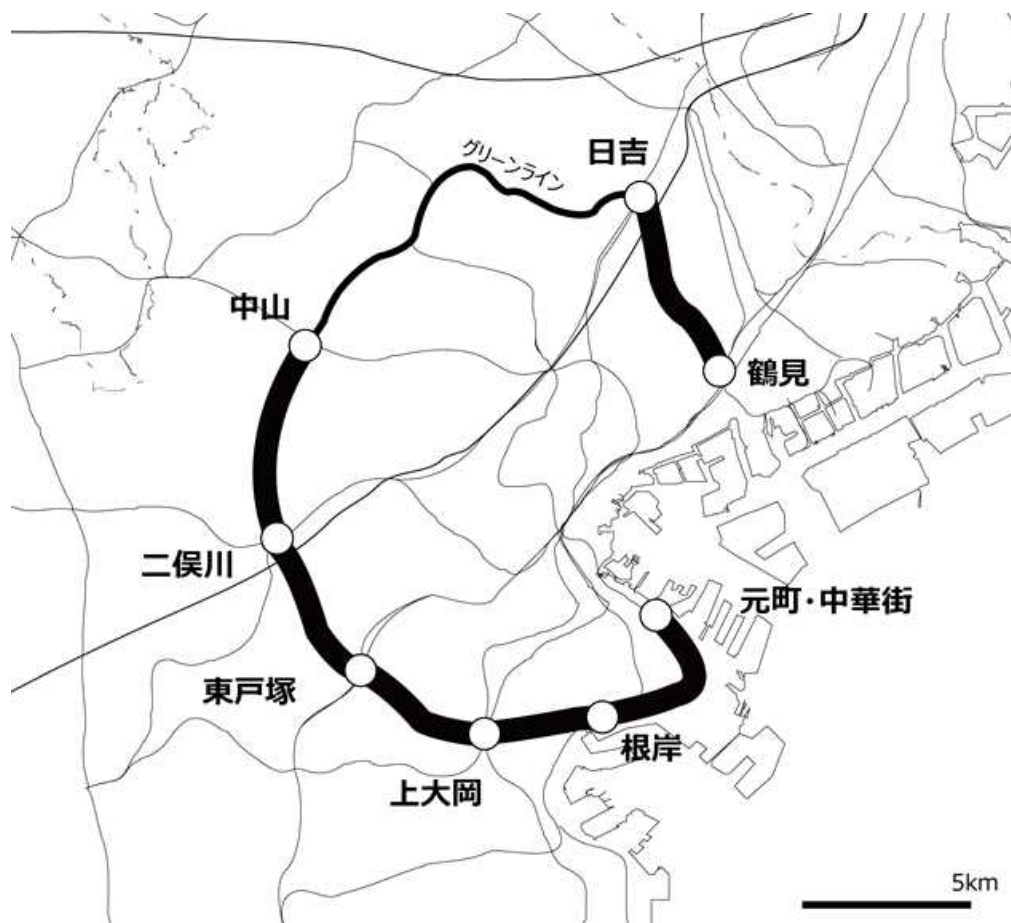 日吉
グリーンライン
中山
鶴見
二俣川
元町・中華街
東戸塚
根岸
上大岡
5km